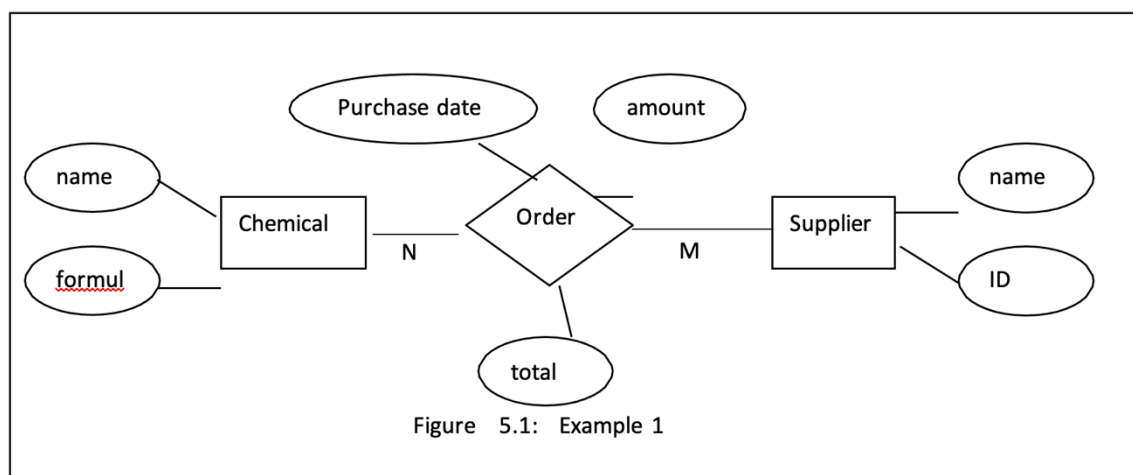 Purchase date
amount
name
name
Chemical
Order
Supplier
N
M
formul
ID
total
Figure 5.1: Example 1